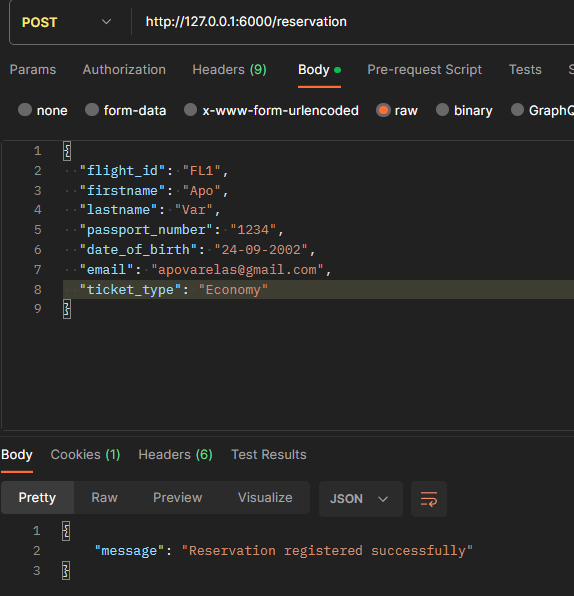 POST http://127.0.0.1:6000/reservation
Params Authorization Headers (9) Body Pre-request Script Tests S
none form-data x-www-form-urlencoded raw binary GraphQ
1 {
2 "flight_id": "FL1",
3 "firstname": "Apo",
4 "lastname": "Var",
5 "passport_number": "1234",
6 "date_of_birth": "24-09-2002",
7 "email": "apovarelas@gmail.com",
8 "ticket_type": "Economy"
9 }
Body Cookies (1) Headers (6) Test Results
Pretty Raw Preview Visualize JSON
1 {
2 "message": "Reservation registered successfully"
3 }